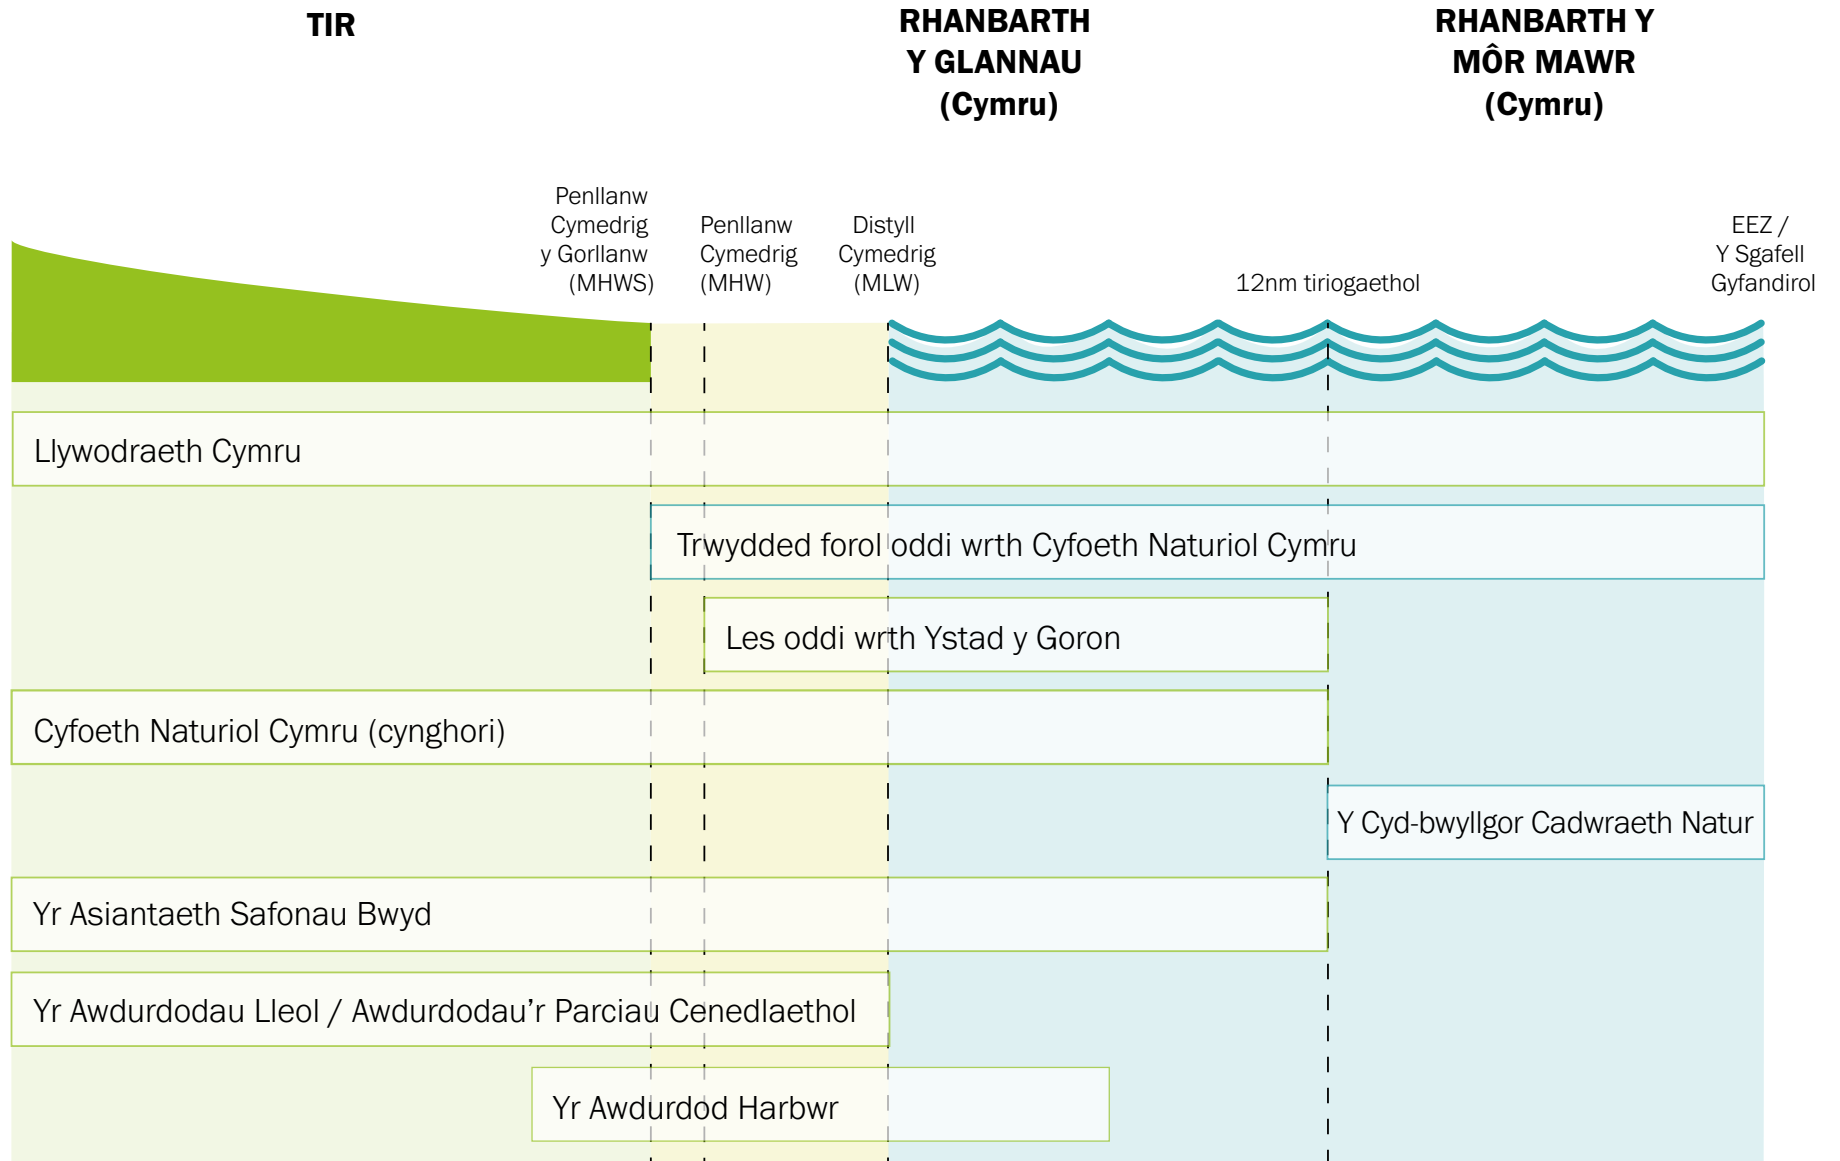 TIR
RHANBARTH
Y GLANNAU
(Cymru)
RHANBARTH Y
MÔR MAWR
(Cymru)
Penllanw
Cymedrig
y Gorllanw
(MHWS)
Penllanw
Cymedrig
(MHW)
Distyll
Cymedrig
(MLW)
12nm tiriogaethol
EEZ /
Y Sgafell
Gyfandirol
Llywodraeth Cymru
Trwydded forol oddi wrth Cyfoeth Naturiol Cymru
Les oddi wrth Ystad y Goron
Cyfoeth Naturiol Cymru (cynghori)
Y Cyd-bwyllgor Cadwraeth Natur
Yr Asiantaeth Safonau Bwyd
Yr Awdurdodau Lleol / Awdurdodau’r Parciau Cenedlaethol
Yr Awdurdod Harbwr